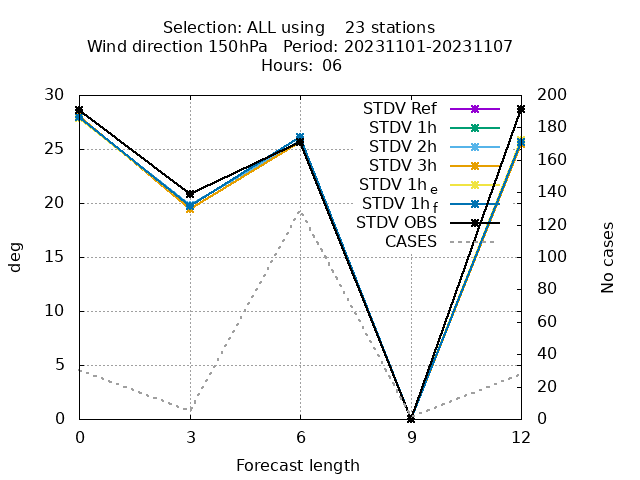 Selection: ALL using    23 stations
Wind direction 150hPa   Period: 20231101-20231107
Hours: 06
30
25
20
15
10
5
0
deg
STDV Ref
STDV 1h
STDV 2h
STDV 3h
STDV 1h e
STDV 1h f
STDV OBS
CASES
200
180
160
140
120
100
80
60
40
20
0
No cases
0 3 6 9 12
Forecast length